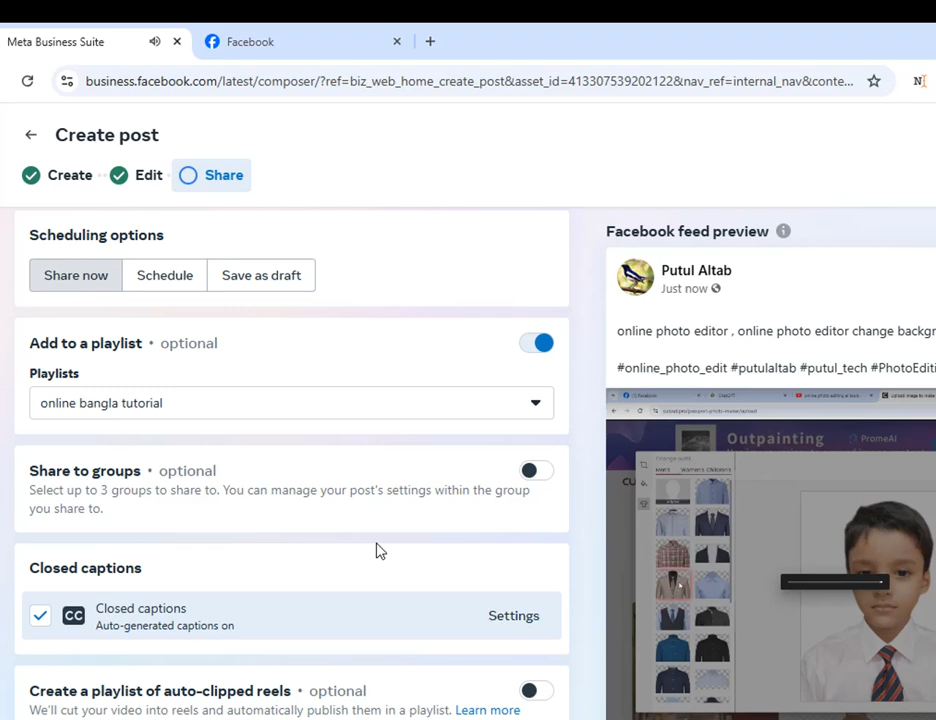 Meta Business Suite
Facebook
business.facebook.com/latest/composer/?ref=biz_web_home_create_post&asset_id=413307539202122&nav_ref=internal_nav&conte...
Create post
Create
Edit
Share
Scheduling options
Share now
Schedule
Save as draft
Add to a playlist • optional
Playlists
online bangla tutorial
Share to groups • optional
Select up to 3 groups to share to. You can manage your post's settings within the group
you share to.
Closed captions
CC
Closed captions
Auto-generated captions on
Settings
Create a playlist of auto-clipped reels • optional
We'll cut your video into reels and automatically publish them in a playlist. Learn more
Facebook feed preview
Putul Altab
Just now
online photo editor , online photo editor change backgr
#online_photo_edit #putulaltab #putul_tech #PhotoEditi
Outpainting
PromeAI